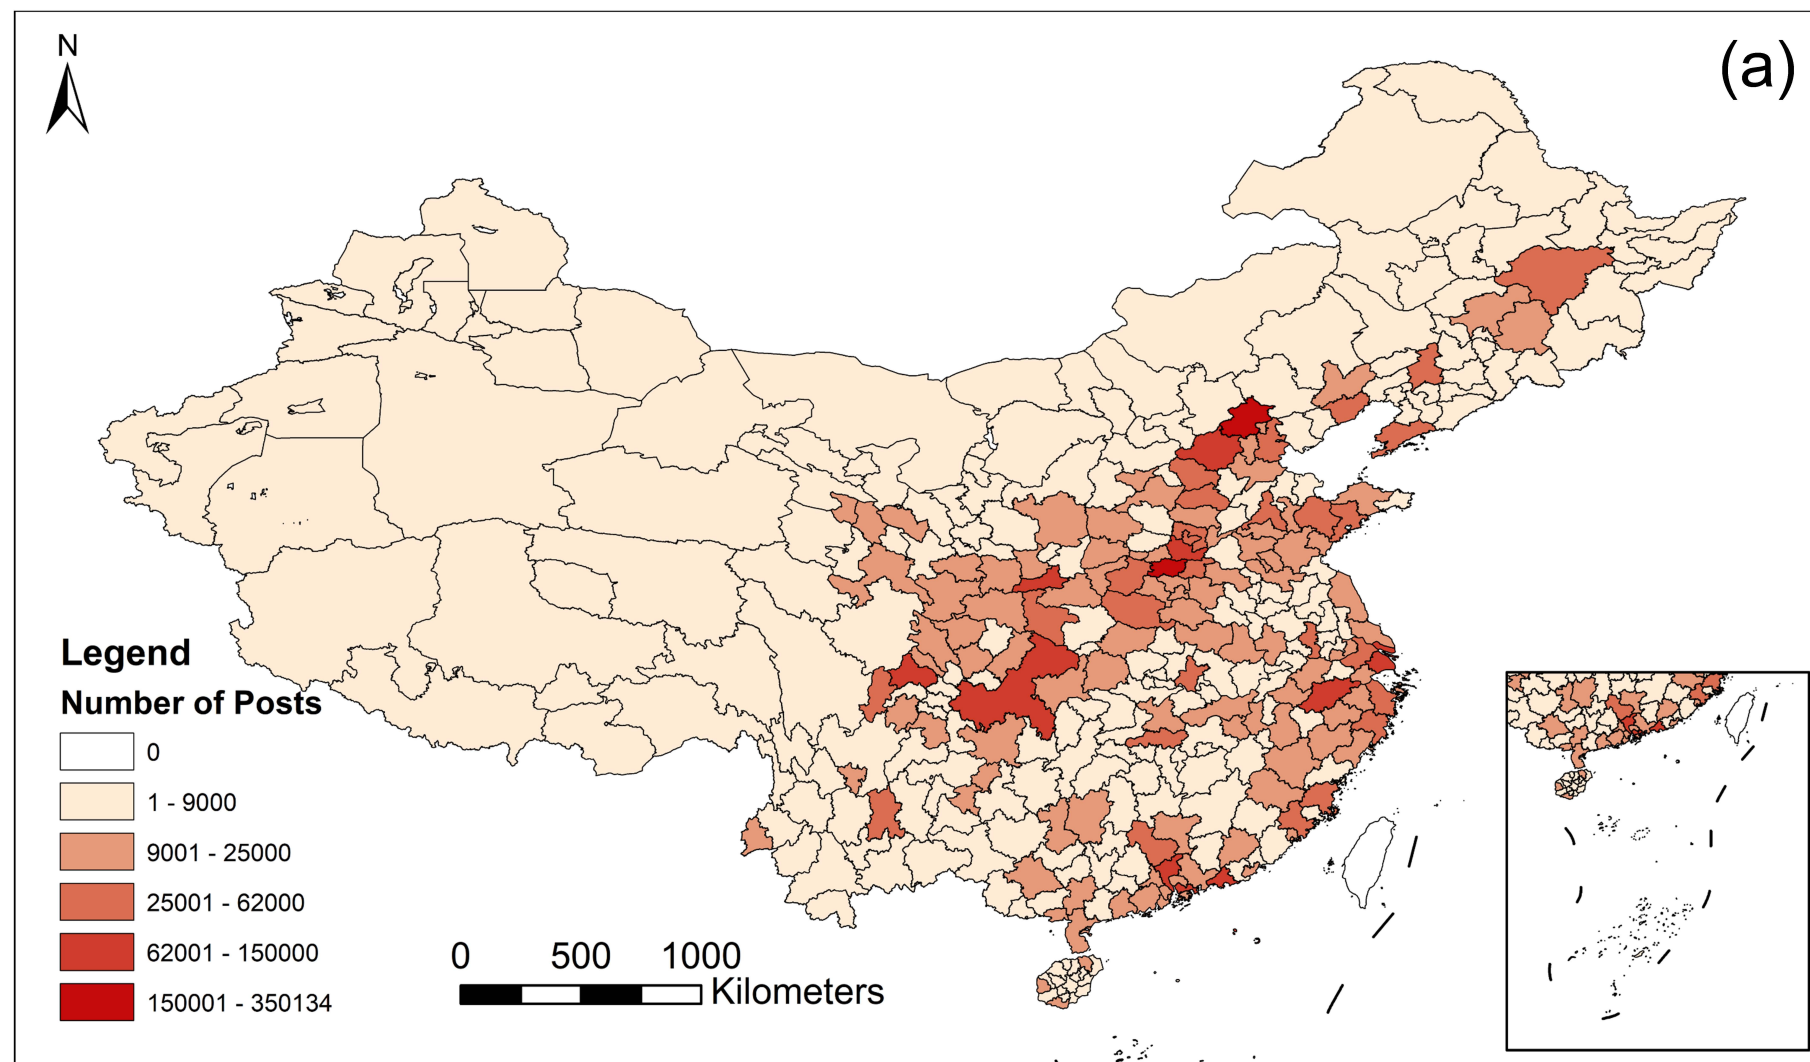 N
(a)
Legend
Number of Posts
0
1 - 9000
9001 - 25000
25001 - 62000
62001 - 150000
150001 - 350134
0 500 1000
Kilometers